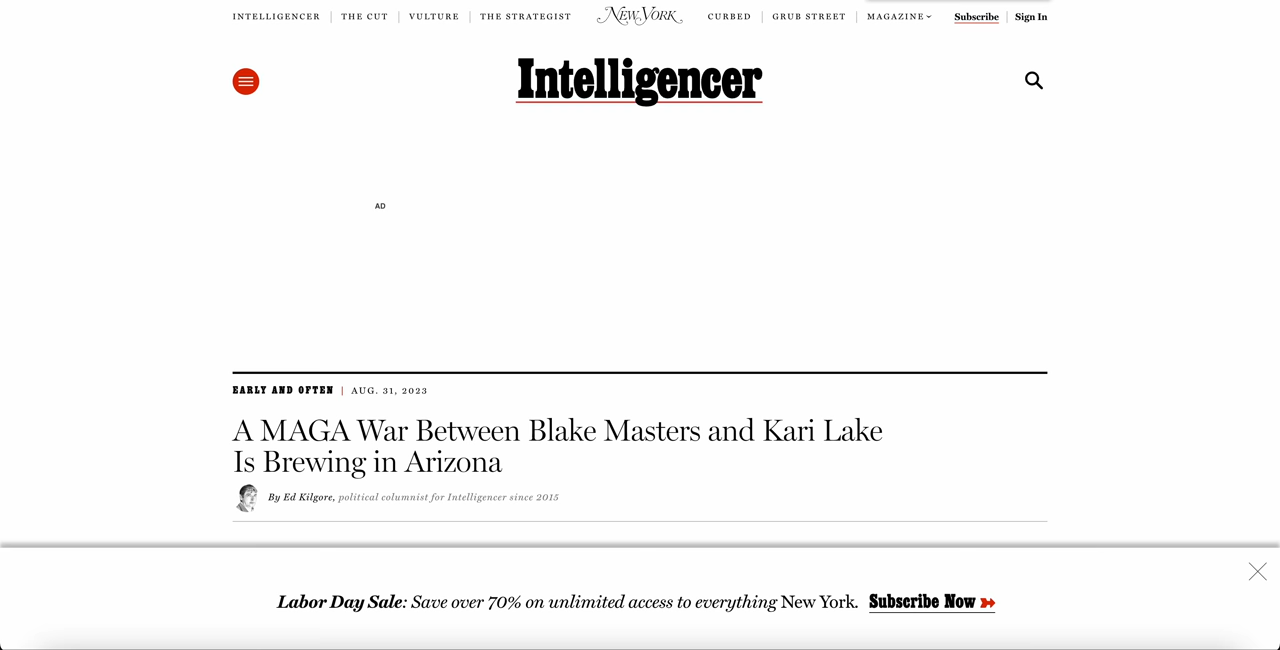 INTELLIGENCER | THE CUT | VULTURE | THE STRATEGIST NEW YORK CURBED | GRUB STREET | MAGAZINE Subscribe | Sign In
Intelligencer
AD
EARLY AND OFTEN | AUG. 31, 2023
A MAGA War Between Blake Masters and Kari Lake
Is Brewing in Arizona
By Ed Kilgore, political columnist for Intelligencer since 2015
Labor Day Sale: Save over 70% on unlimited access to everything New York. Subscribe Now